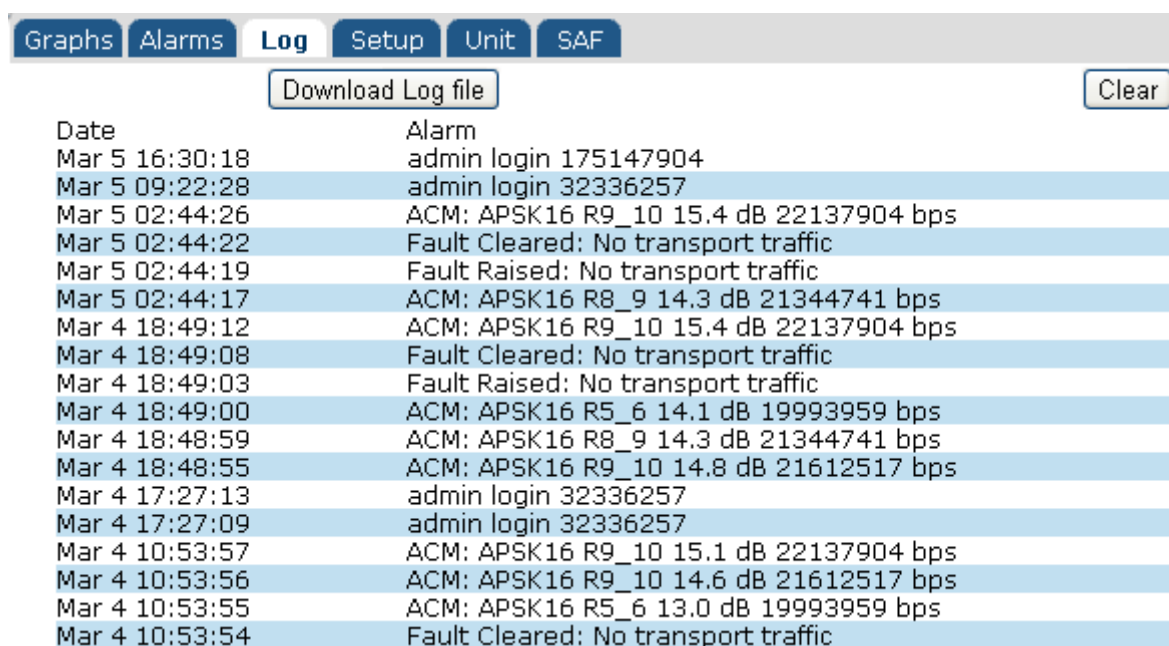 Graphs Alarms Log Setup Unit SAF
Download Log file Clear
Date Alarm
Mar 5 16:30:18 admin login 175147904
Mar 5 09:22:28 admin login 32336257
Mar 5 02:44:26 ACM: APSK16 R9_10 15.4 dB 22137904 bps
Mar 5 02:44:22 Fault Cleared: No transport traffic
Mar 5 02:44:19 Fault Raised: No transport traffic
Mar 5 02:44:17 ACM: APSK16 R8_9 14.3 dB 21344741 bps
Mar 4 18:49:12 ACM: APSK16 R9_10 15.4 dB 22137904 bps
Mar 4 18:49:08 Fault Cleared: No transport traffic
Mar 4 18:49:03 Fault Raised: No transport traffic
Mar 4 18:49:00 ACM: APSK16 R5_6 14.1 dB 19993959 bps
Mar 4 18:48:59 ACM: APSK16 R8_9 14.3 dB 21344741 bps
Mar 4 18:48:55 ACM: APSK16 R9_10 14.8 dB 21612517 bps
Mar 4 17:27:13 admin login 32336257
Mar 4 17:27:09 admin login 32336257
Mar 4 10:53:57 ACM: APSK16 R9_10 15.1 dB 22137904 bps
Mar 4 10:53:56 ACM: APSK16 R9_10 14.6 dB 21612517 bps
Mar 4 10:53:55 ACM: APSK16 R5_6 13.0 dB 19993959 bps
Mar 4 10:53:54 Fault Cleared: No transport traffic